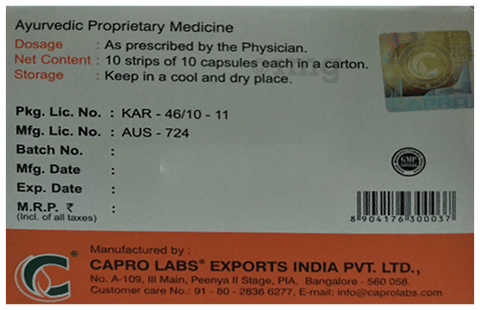 Ayurvedic Proprietary Medicine
Dosage : As prescribed by the Physician.
Net Content : 10 strips of 10 capsules each in a carton.
Storage : Keep in a cool and dry place.
Pkg. Lic. No. : KAR - 46/10 - 11
Mfg. Lic. No. : AUS - 724
Batch No. :
Mfg. Date :
Exp. Date :
M.R.P. ₹ :
(Incl. of all taxes)
CAPRO LABS
GMP
8 904176 300037
Manufactured by :
CAPRO LABS® EXPORTS INDIA PVT. LTD.,
No. A-109, III Main, Peenya II Stage, PIA, Bangalore - 560 058.
Customer care No.: 91 - 80 - 2836 6277, E-mail: info@caprolabs.com